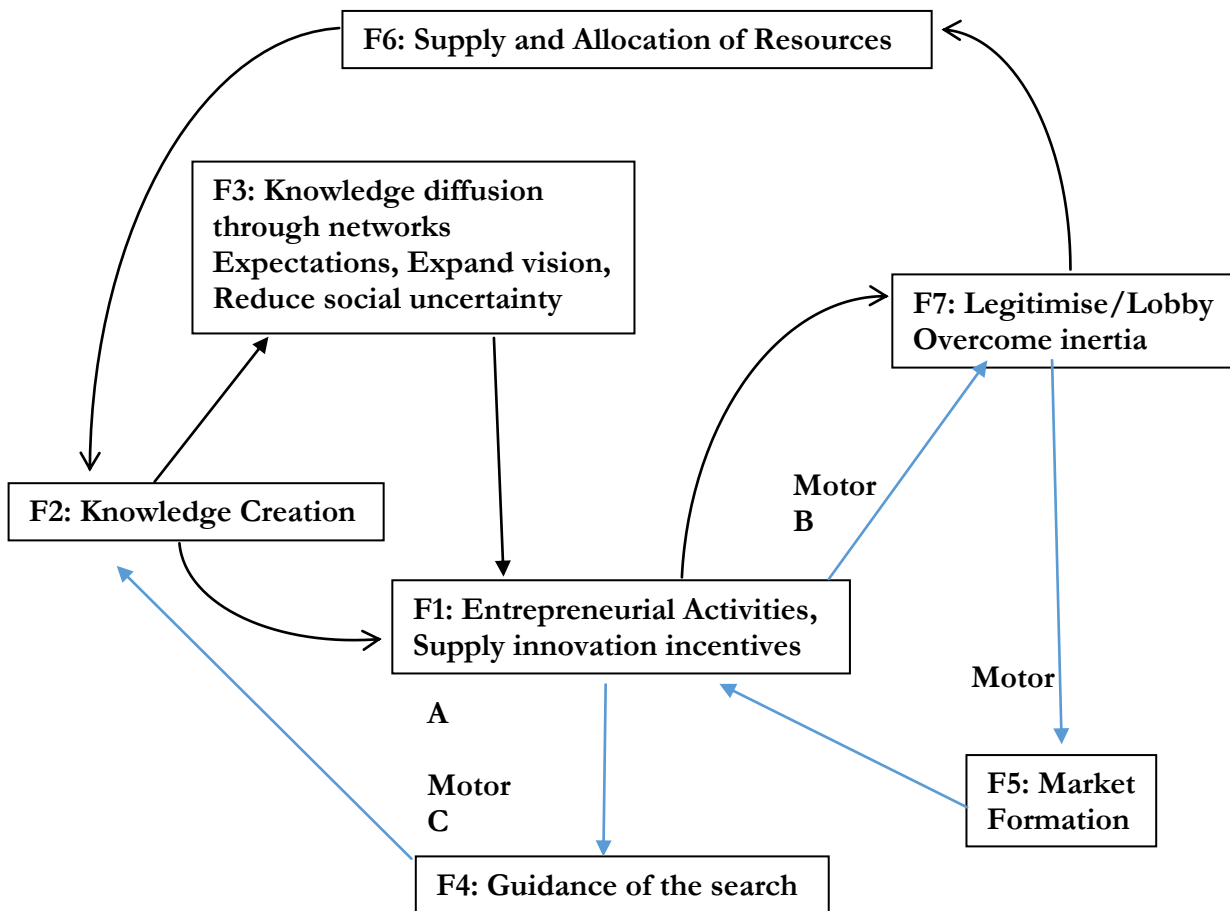 F6: Supply and Allocation of Resources
F3: Knowledge diffusion
through networks
Expectations, Expand vision,
Reduce social uncertainty
F7: Legitimise/Lobby
Overcome inertia
F2: Knowledge Creation
Motor
B
F1: Entrepreneurial Activities,
Supply innovation incentives
Motor
A
Motor
C
F5: Market
Formation
F4: Guidance of the search